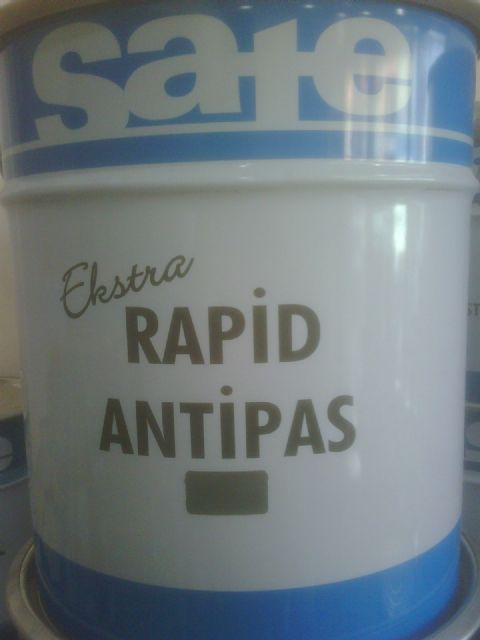 safe
Ekstra
RAPİD
ANTİPAS